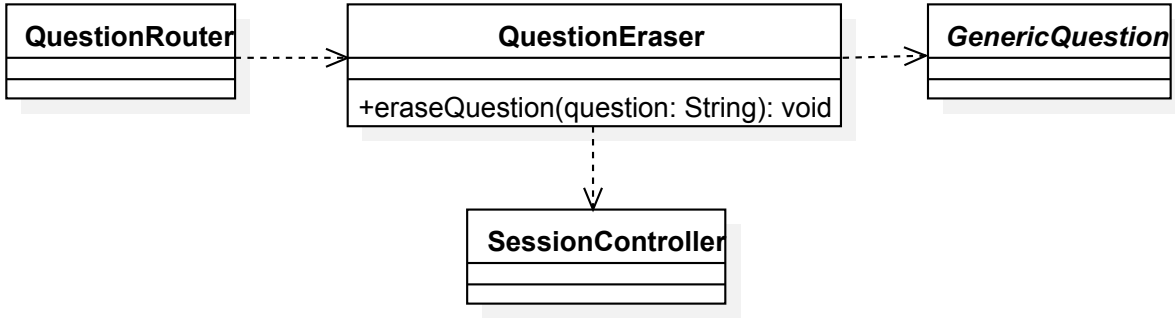 QuestionRouter
QuestionEraser
GenericQuestion
+eraseQuestion(question: String): void
SessionController